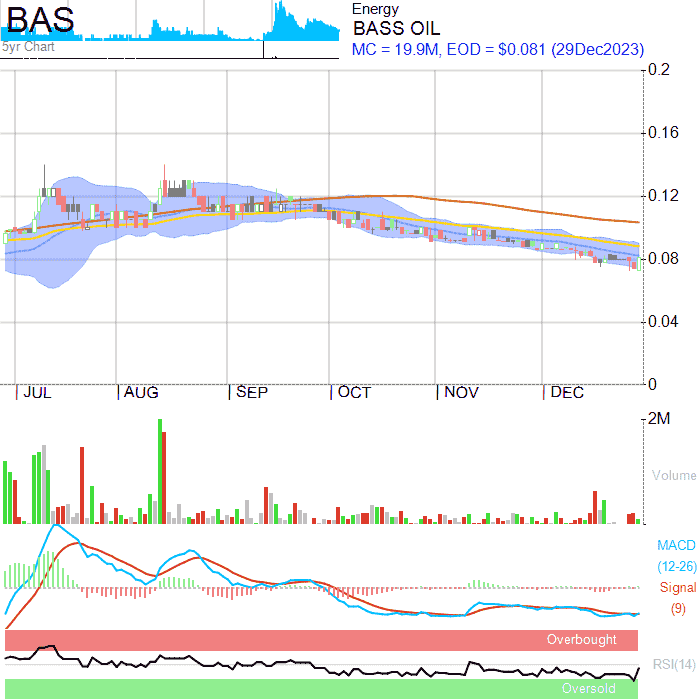 BAS
5yr Chart
Energy
BASS OIL
MC = 19.9M, EOD = $0.081 (29Dec2023)
0.2
0.16
0.12
0.08
0.04
0
JUL AUG SEP OCT NOV DEC
2M
Volume
MACD
(12-26)
Signal
(9)
Overbought
RSI(14)
Oversold